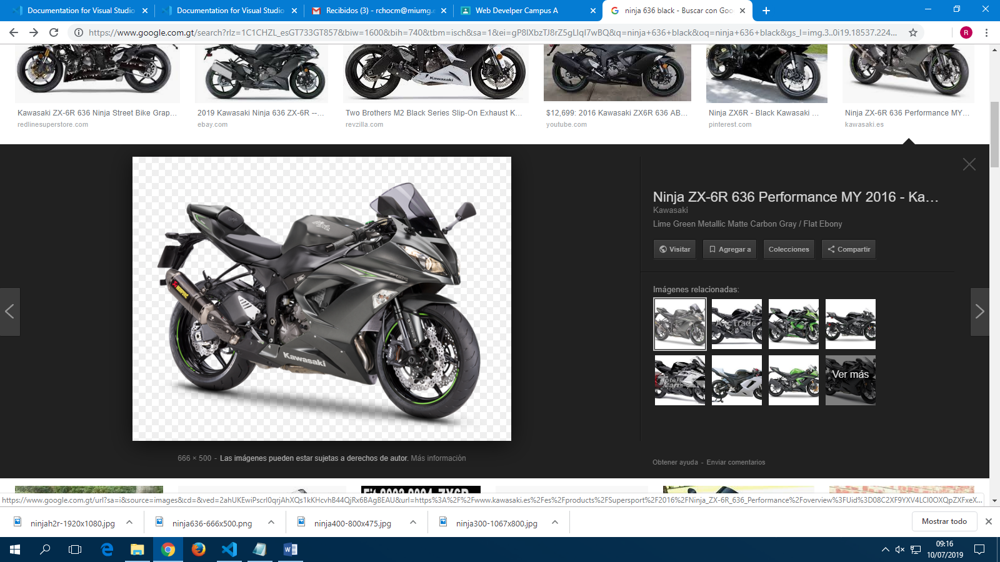 Documentation for Visual Studio
Documentation for Visual Studio
Recibidos (3) - rchocm@miumg.e
Web Develper Campus A
ninja 636 black - Buscar con Goo
https://www.google.com.gt/search?rlz=1C1CHZL_esGT733GT857&biw=1600&bih=740&tbm=isch&sa=1&ei=gP8lXbzTJ8rZ5gLIqI7wBQ&q=ninja+636+black&oq=ninja+636+black&gs_l=img.3..0i19.18537.224...
R
Kawasaki ZX-6R 636 Ninja Street Bike Grap...
redlinesuperstore.com
2019 Kawasaki Ninja 636 ZX-6R --...
ebay.com
Two Brothers M2 Black Series Slip-On Exhaust K...
revzilla.com
$12,699: 2016 Kawasaki ZX6R 636 AB...
youtube.com
Ninja ZX6R - Black Kawasaki ...
pinterest.com
Ninja ZX-6R 636 Performance MY...
kawasaki.es
Kawasaki
Ninja
Kawasaki
Ninja ZX-6R 636 Performance MY 2016 - Ka...
Kawasaki
Lime Green Metallic Matte Carbon Gray / Flat Ebony
Visitar
Agregar a
Colecciones
Compartir
Imágenes relacionadas:
Ver más
666 × 500 - Las imágenes pueden estar sujetas a derechos de autor. Más información
Obtener ayuda - Enviar comentarios
https://www.google.com.gt/url?sa=i&source=images&cd=&ved=2ahUKEwiPscrl0qrjAhXQs1kKHcvhB44QjRx6BAgBEAU&url=https%3A%2F%2Fwww.kawasaki.es%2Fes%2Fproducts%2FSupersport%2F2016%2FNinja_ZX-6R_636_Performance%2Foverview%3FUid%3D08C2XF9YXV4LCl0OXQpZXFxeX...
ninjah2r-1920x1080.jpg
ninja636-666x500.png
ninja400-800x475.jpg
ninja300-1067x800.jpg
Mostrar todo
09:16
10/07/2019